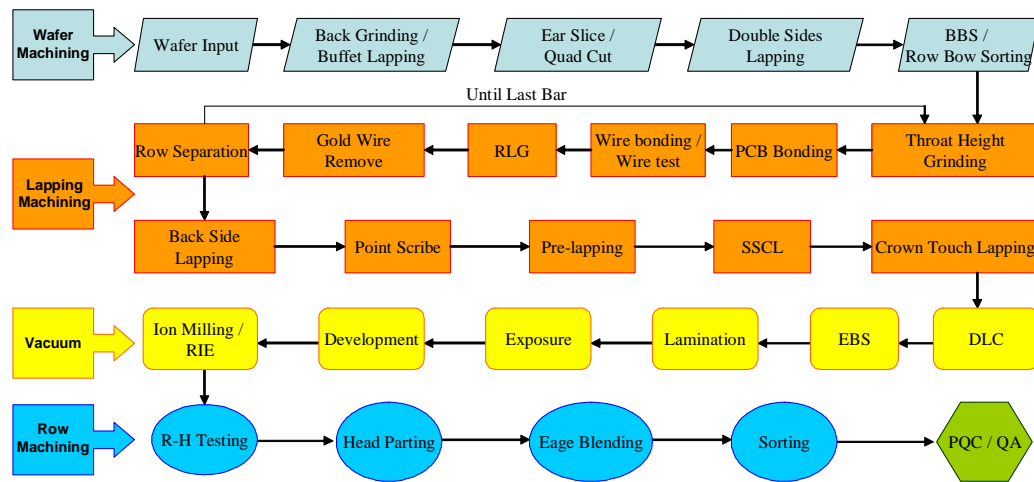 Wafer
Machining
Wafer Input
Back Grinding /
Buffet Lapping
Ear Slice /
Quad Cut
Double Sides
Lapping
BBS /
Row Bow Sorting
Until Last Bar
Lapping
Machining
Row Separation
Gold Wire
Remove
RLG
Wire bonding /
Wire test
PCB Bonding
Throat Height
Grinding
Back Side
Lapping
Point Scribe
Pre-lapping
SSCL
Crown Touch Lapping
Vacuum
Ion Milling /
RIE
Development
Exposure
Lamination
EBS
DLC
Row
Machining
R-H Testing
Head Parting
Eage Blending
Sorting
PQC / QA